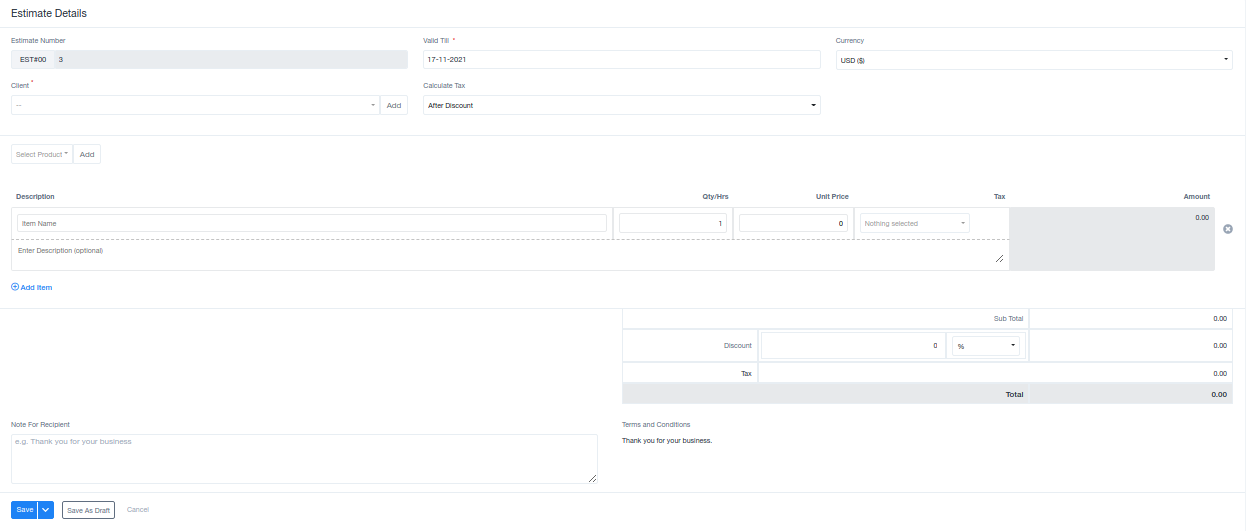 Estimate Details
Estimate Number
Valid Till *
Currency
EST#00 3
17-11-2021
USD ($)
Client *
Calculate Tax
-- Add
After Discount
Select Product Add
Description Qty/Hrs Unit Price Tax Amount
Item Name 1 0 Nothing selected 0.00
Enter Description (optional)
Add Item
Sub Total 0.00
Discount 0 % 0.00
Tax 0.00
Total 0.00
Note For Recipient
Terms and Conditions
e.g. Thank you for your business
Thank you for your business.
Save Save As Draft Cancel